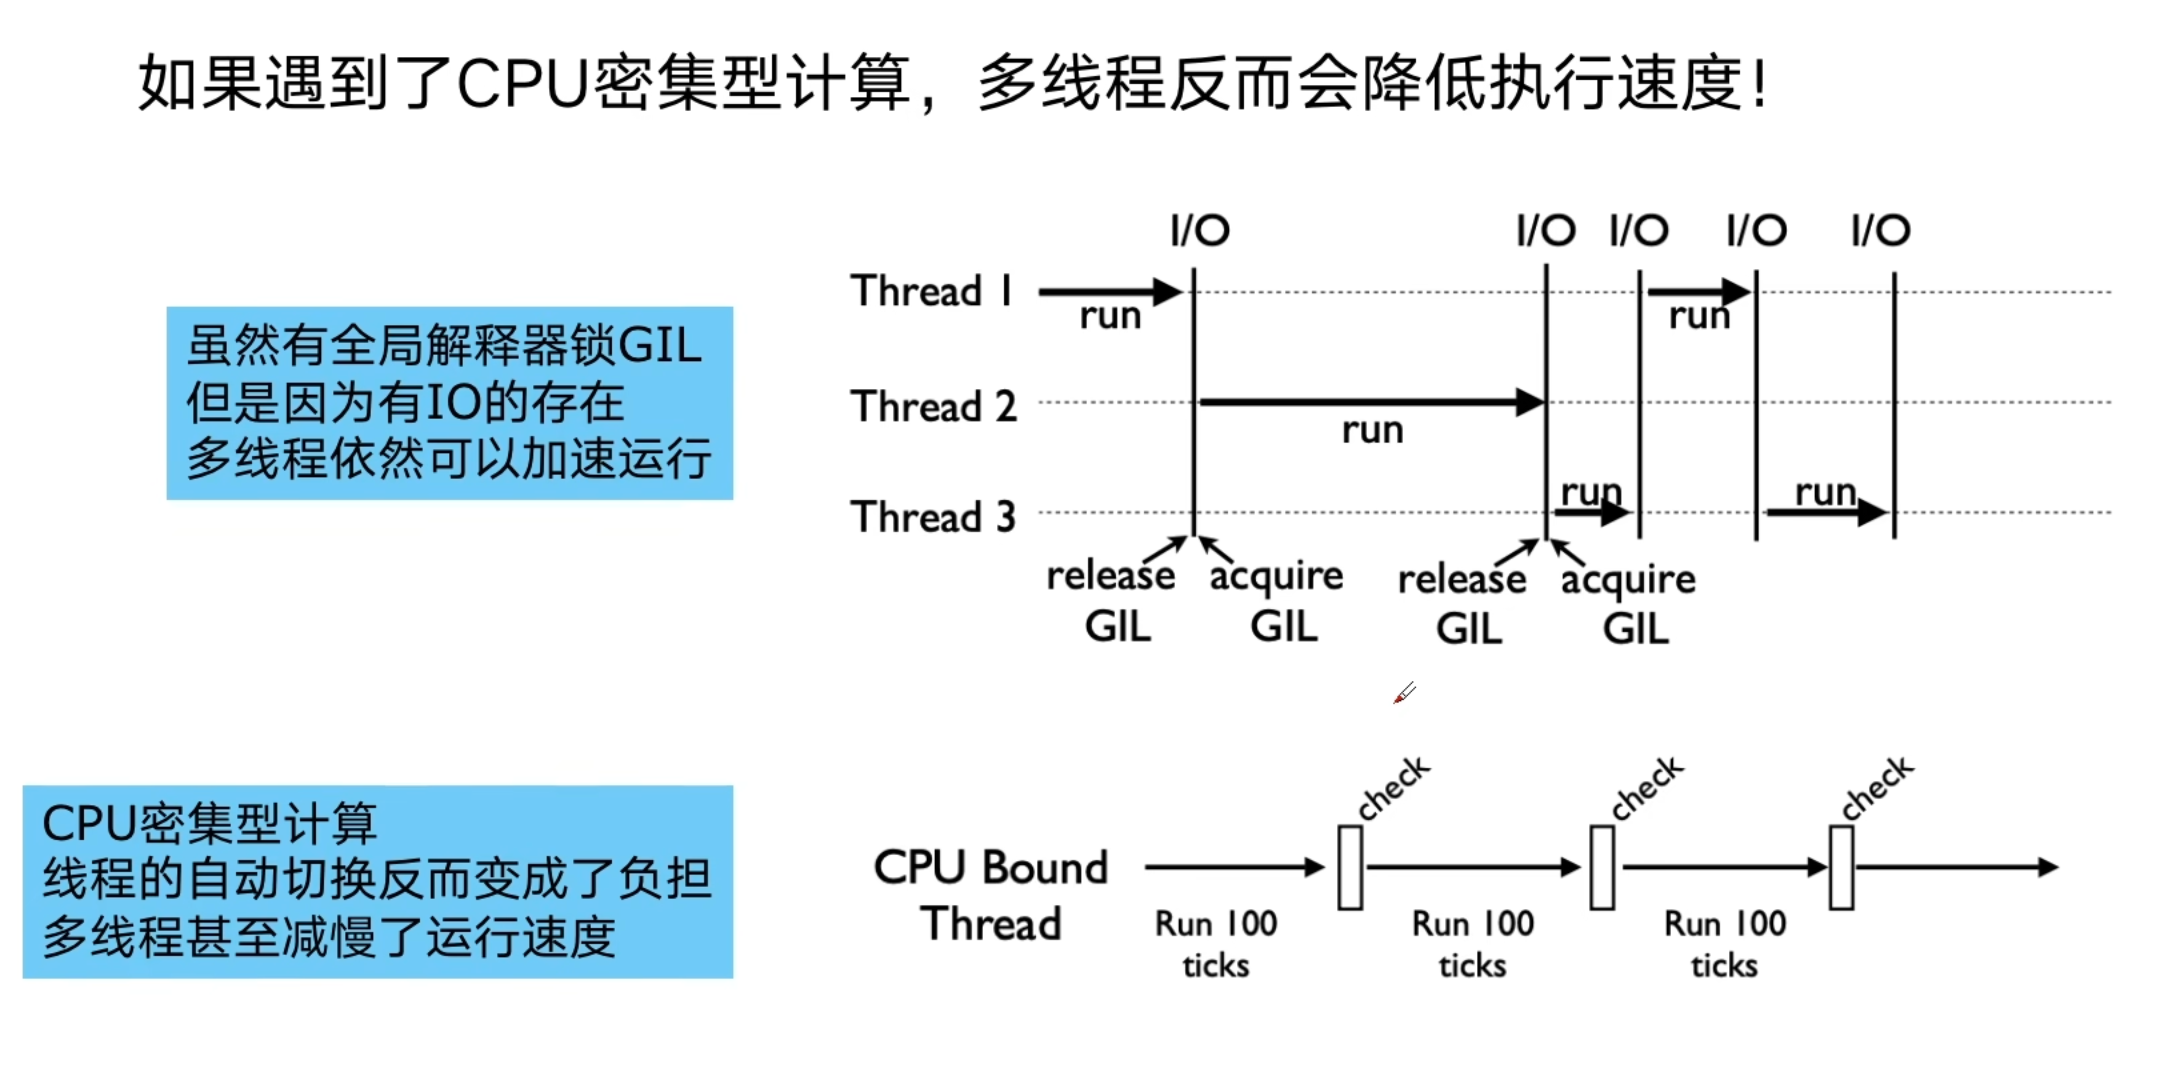 如果遇到了CPU密集型计算，多线程反而会降低执行速度！
虽然有全局解释器锁GIL
但是因为有IO的存在
多线程依然可以加速运行
I/O I/O I/O I/O I/O
Thread 1
run run
Thread 2
run
run run
Thread 3
release acquire release acquire
GIL GIL GIL GIL
CPU密集型计算
线程的自动切换反而变成了负担
多线程甚至减慢了运行速度
check check check
CPU Bound
Thread
Run 100 Run 100 Run 100
ticks ticks ticks